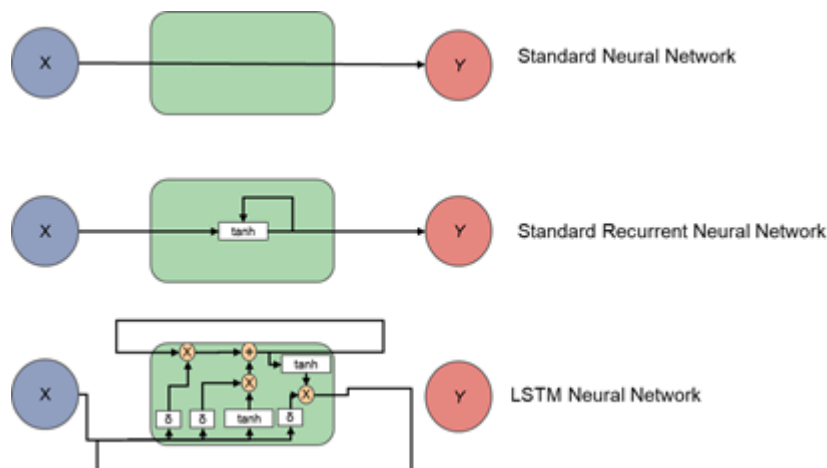 X
Y
Standard Neural Network
X
tanh
Y
Standard Recurrent Neural Network
X
X
+
tanh
X
X
δ
δ
tanh
δ
Y
LSTM Neural Network